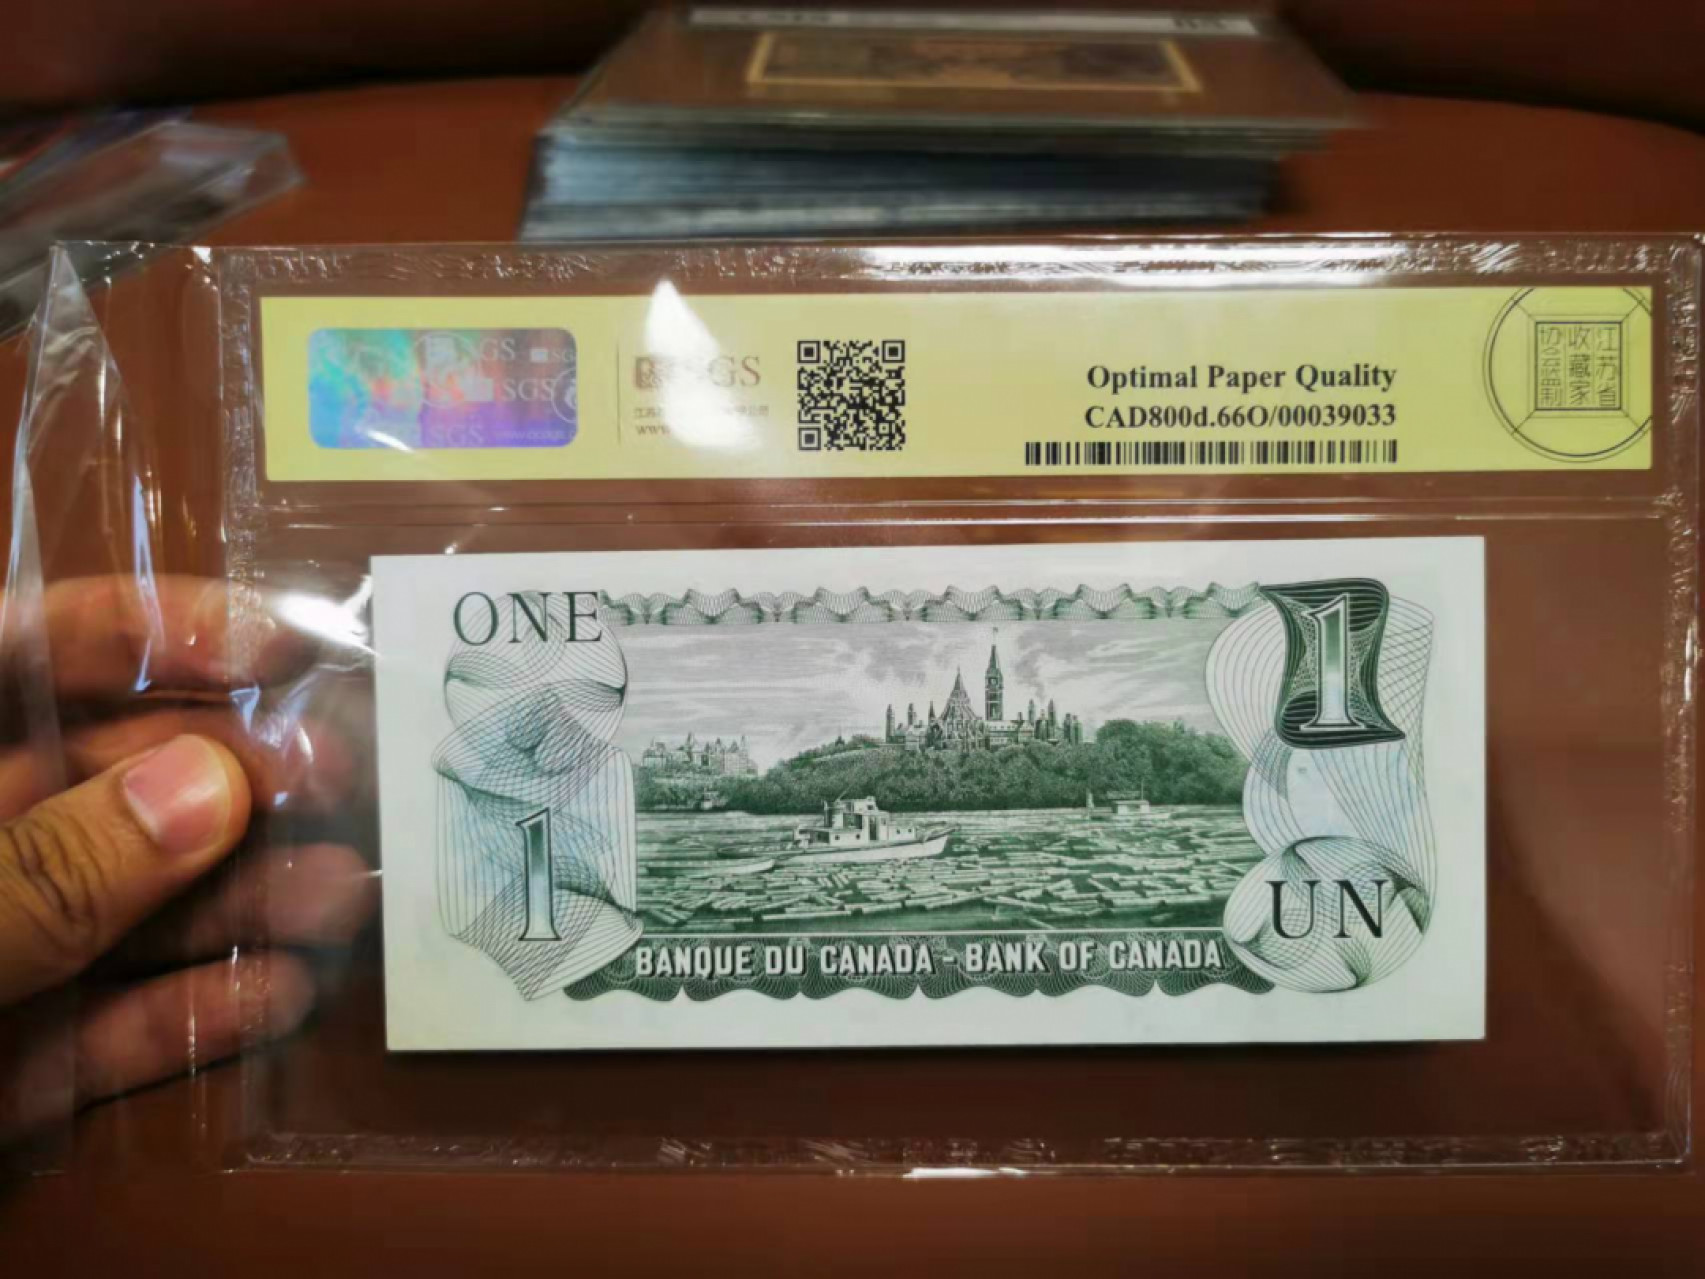 SGS
SGS
SGS
SGS
Optimal Paper Quality
CAD800d.66O/00039033
江苏省
收藏家
协会监制
ONE
1
1
UN
BANQUE DU CANADA - BANK OF CANADA